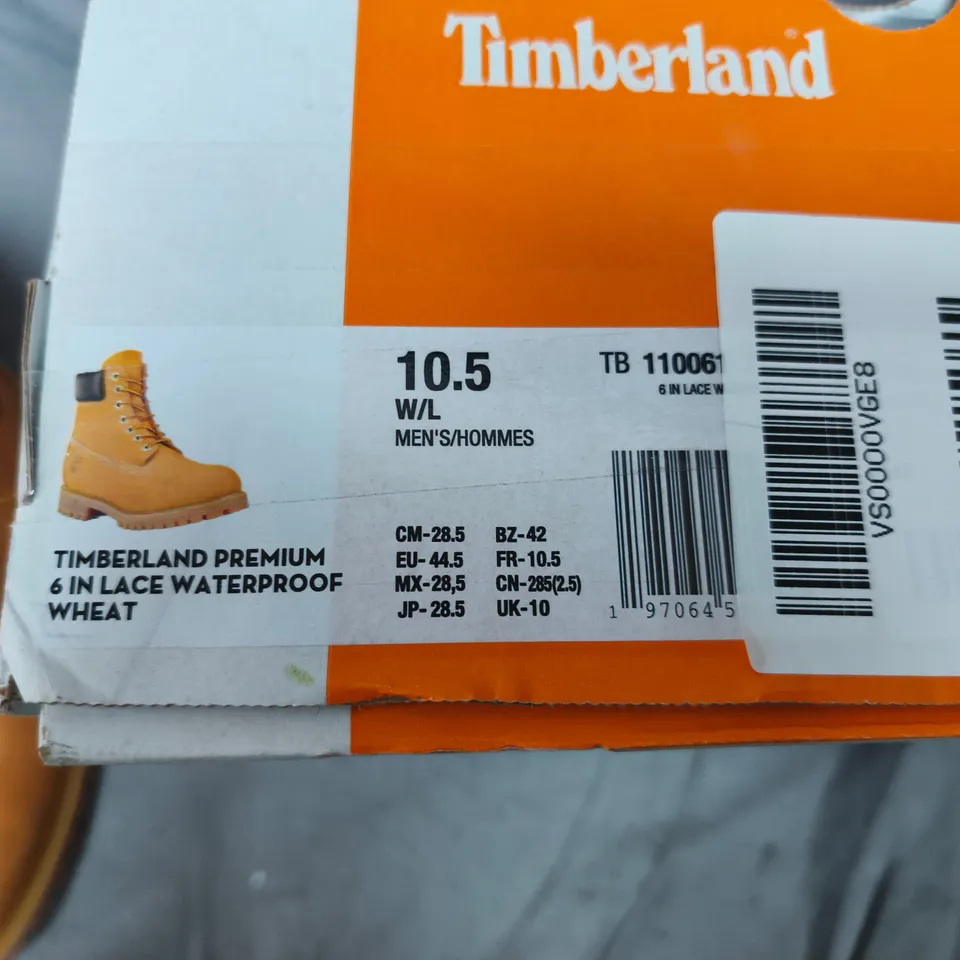 Timberland
10.5
W/L
MEN'S/HOMMES
TB 110061
6 IN LACE
CM-28.5 BZ-42
EU- 44.5 FR-10.5
MX-28,5 CN-285(2.5)
JP- 28.5 UK-10
TIMBERLAND PREMIUM
6 IN LACE WATERPROOF
WHEAT
1 97064 5
VS0000VGE8